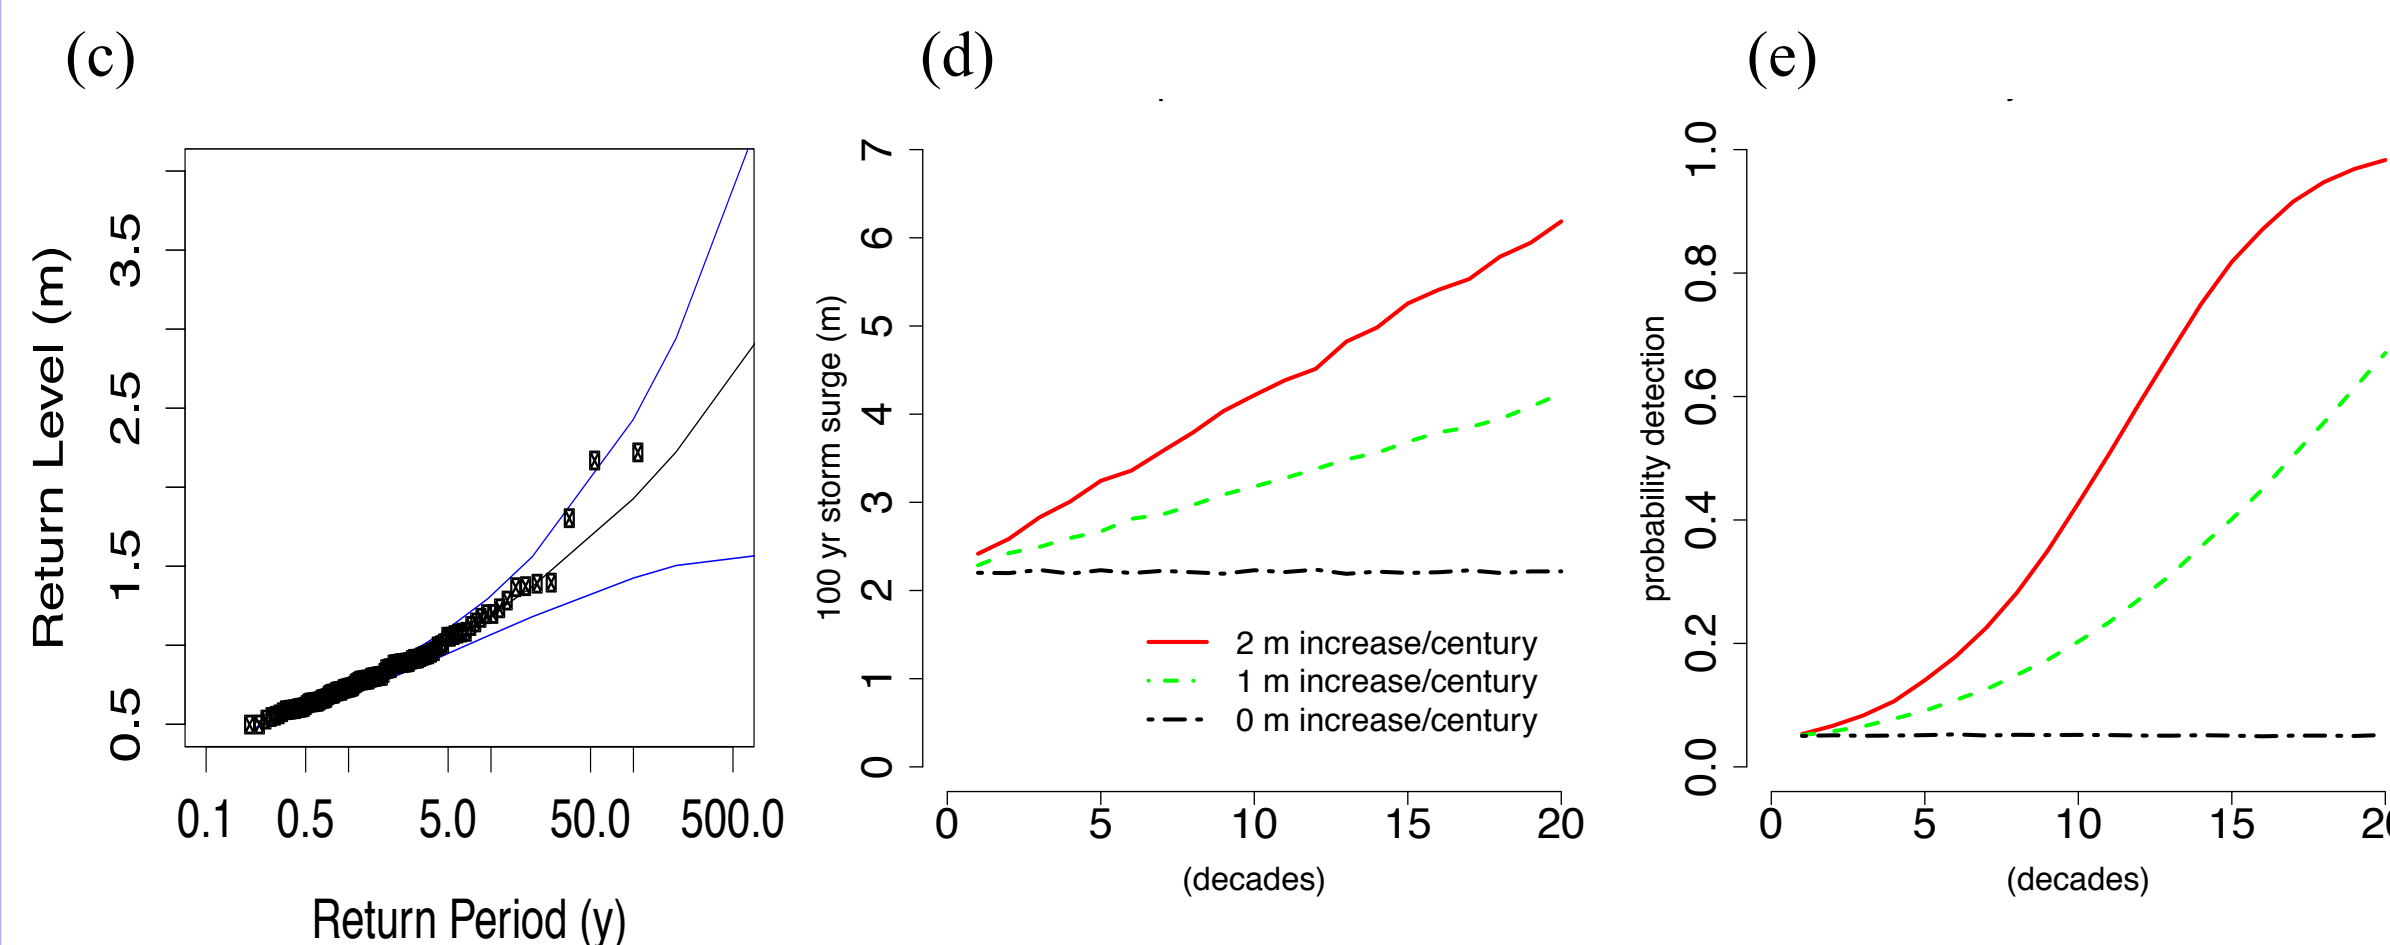 (c)
Return Level (m)
0.5 1.5 2.5 3.5
0.1 0.5 5.0 50.0 500.0
Return Period (y)
(d)
100 yr storm surge (m)
0 1 2 3 4 5 6 7
2 m increase/century
1 m increase/century
0 m increase/century
0 5 10 15 20
(decades)
(e)
probability detection
0.0 0.2 0.4 0.6 0.8 1.0
0 5 10 15
(decades)